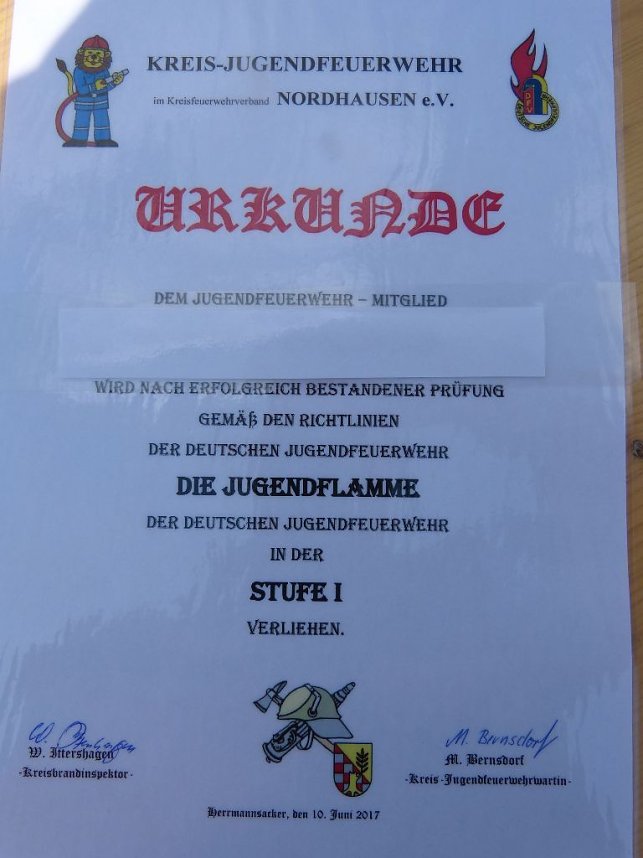 KREIS-JUGENDFEUERWEHR
im Kreisfeuerwehrverband NORDHAUSEN e.V.
URKUNDE
DEM JUGENDFEUERWEHR – MITGLIED
WIRD NACH ERFOLGREICH BESTANDENER PRÜFUNG
GEMÄß DEN RICHTLINIEN
DER DEUTSCHEN JUGENDFEUERWEHR
DIE JUGENDFLAMME
DER DEUTSCHEN JUGENDFEUERWEHR
IN DER
STUFE I
VERLIEHEN.
W. Ittershagen
-Kreisbrandinspektor-
M. Bernsdorf
M. Bernsdorf
-Kreis-Jugendfeuerwehrwartin-
Herrmannsacker, den 10. Juni 2017